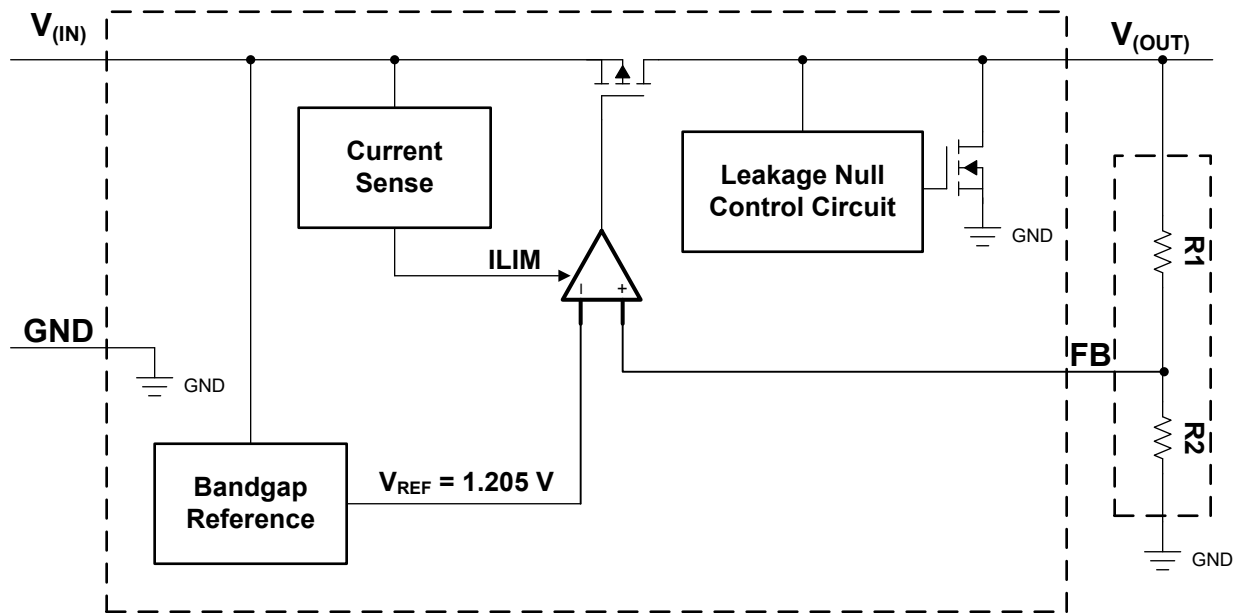 V(IN)
V(OUT)
Current
Sense
Leakage Null
Control Circuit
GND
R1
ILIM
- +
GND
GND
FB
R2
Bandgap
Reference
VREF = 1.205 V
GND